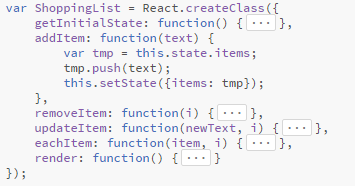 var ShoppingList = React.createClass({
getInitialState: function() { ··· },
addItem: function(text) {
var tmp = this.state.items;
tmp.push(text);
this.setState({items: tmp});
},
removeItem: function(i) { ··· },
updateItem: function(newText, i) { ··· },
eachItem: function(item, i) { ··· },
render: function() { ··· }
});